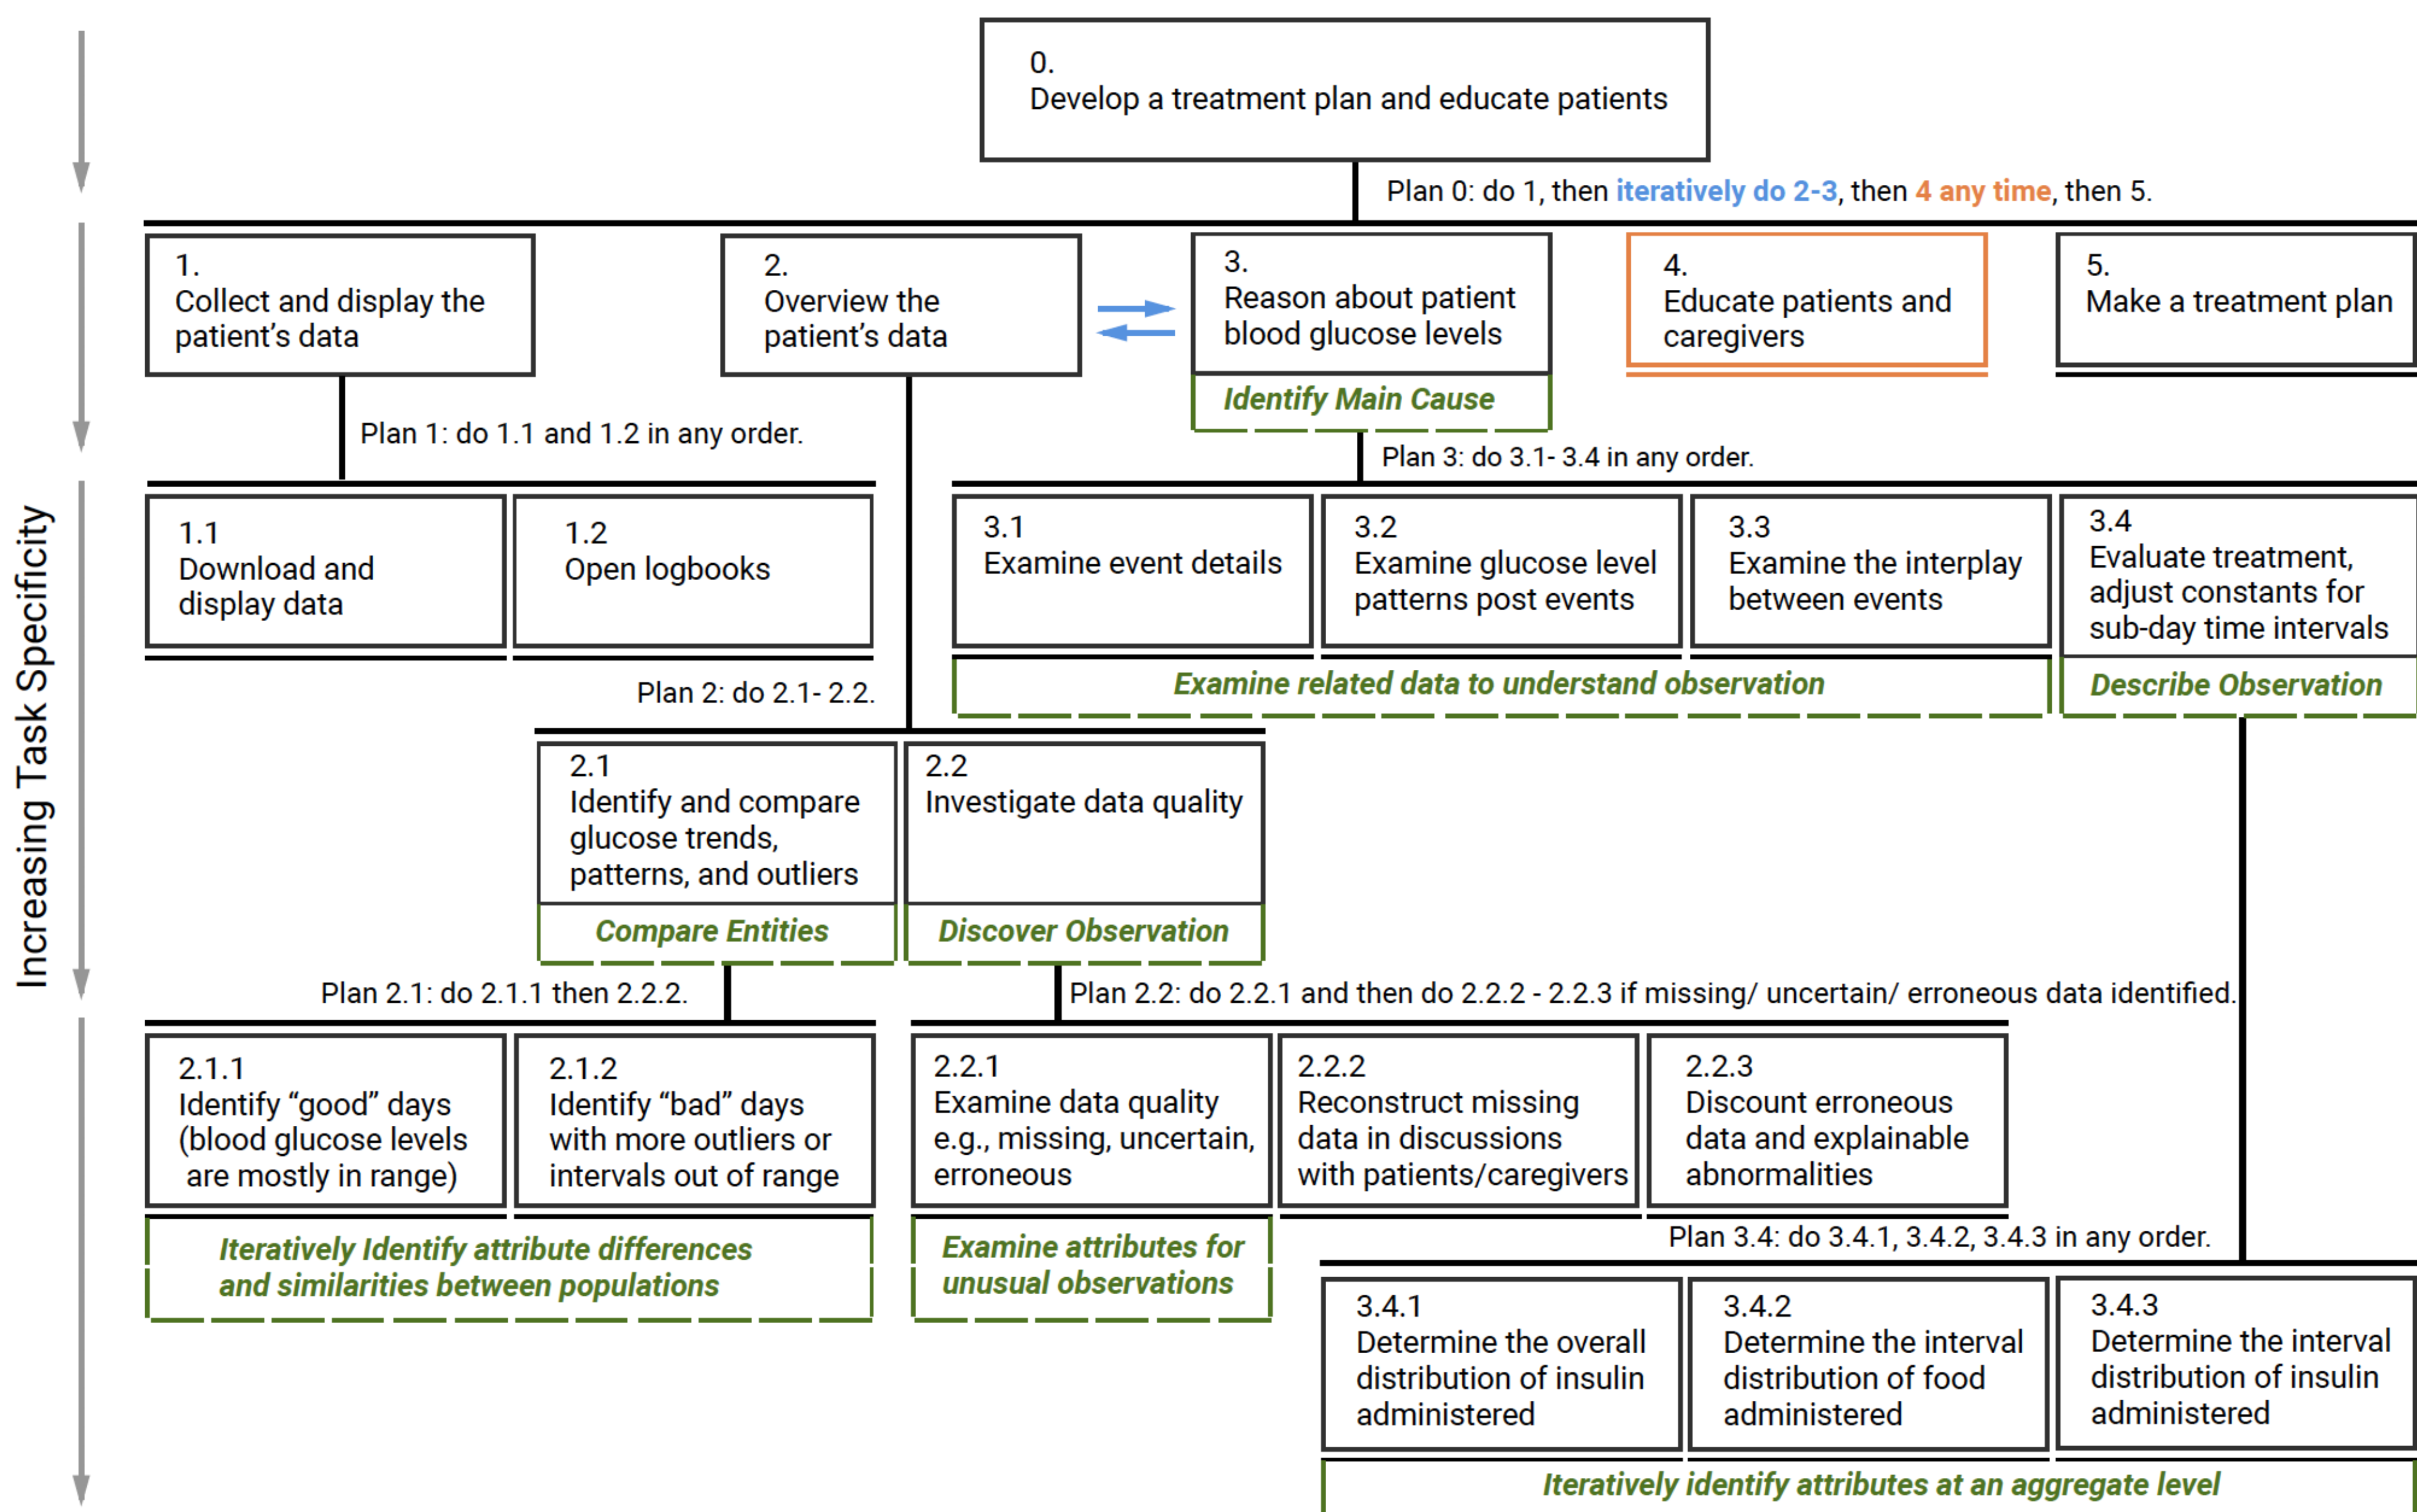 0.
Develop a treatment plan and educate patients
Plan 0: do 1, then iteratively do 2-3, then 4 any time, then 5.
1.
Collect and display the
patient’s data
2.
Overview the
patient’s data
3.
Reason about patient
blood glucose levels
Identify Main Cause
4.
Educate patients and
caregivers
5.
Make a treatment plan
Plan 1: do 1.1 and 1.2 in any order.
Plan 3: do 3.1- 3.4 in any order.
Increasing Task Specificity
1.1
Download and
display data
1.2
Open logbooks
3.1
Examine event details
3.2
Examine glucose level
patterns post events
3.3
Examine the interplay
between events
3.4
Evaluate treatment,
adjust constants for
sub-day time intervals
Examine related data to understand observation
Describe Observation
Plan 2: do 2.1- 2.2.
2.1
Identify and compare
glucose trends,
patterns, and outliers
Compare Entities
2.2
Investigate data quality
Discover Observation
Plan 2.1: do 2.1.1 then 2.2.2.
Plan 2.2: do 2.2.1 and then do 2.2.2 - 2.2.3 if missing/ uncertain/ erroneous data identified.
2.1.1
Identify “good” days
(blood glucose levels
are mostly in range)
2.1.2
Identify “bad” days
with more outliers or
intervals out of range
Iteratively Identify attribute differences
and similarities between populations
2.2.1
Examine data quality
e.g., missing, uncertain,
erroneous
Examine attributes for
unusual observations
2.2.2
Reconstruct missing
data in discussions
with patients/caregivers
2.2.3
Discount erroneous
data and explainable
abnormalities
Plan 3.4: do 3.4.1, 3.4.2, 3.4.3 in any order.
3.4.1
Determine the overall
distribution of insulin
administered
3.4.2
Determine the interval
distribution of food
administered
3.4.3
Determine the interval
distribution of insulin
administered
Iteratively identify attributes at an aggregate level